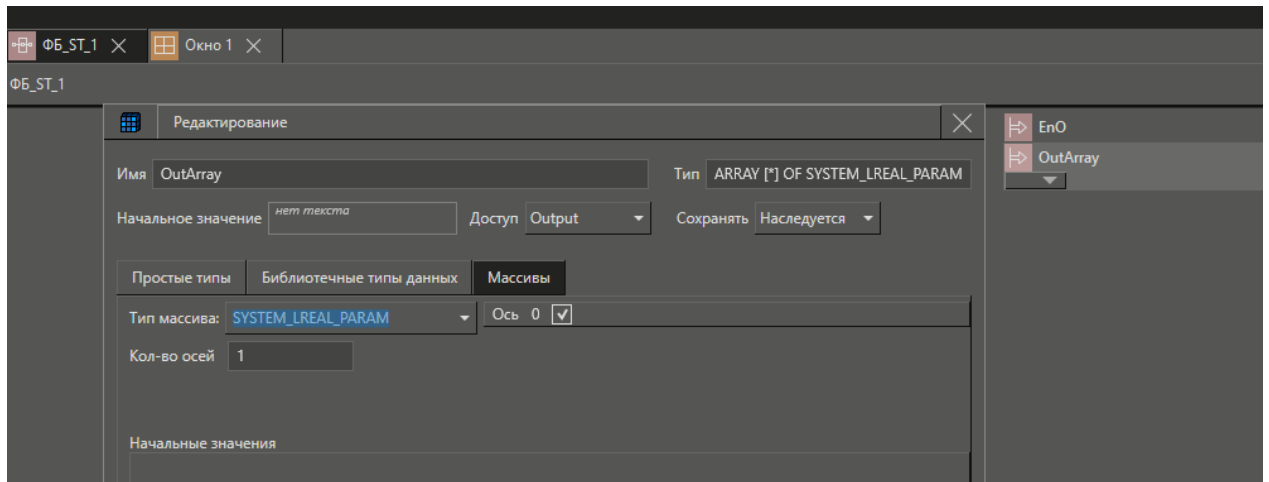 ФБ_ST_1 Окно 1
ФБ_ST_1
Редактирование
EnO
OutArray
Имя OutArray Тип ARRAY [*] OF SYSTEM_LREAL_PARAM
Начальное значение нет текста Доступ Output Сохранять Наследуется
Простые типы Библиотечные типы данных Массивы
Тип массива: SYSTEM_LREAL_PARAM Ось 0
Кол-во осей 1
Начальные значения